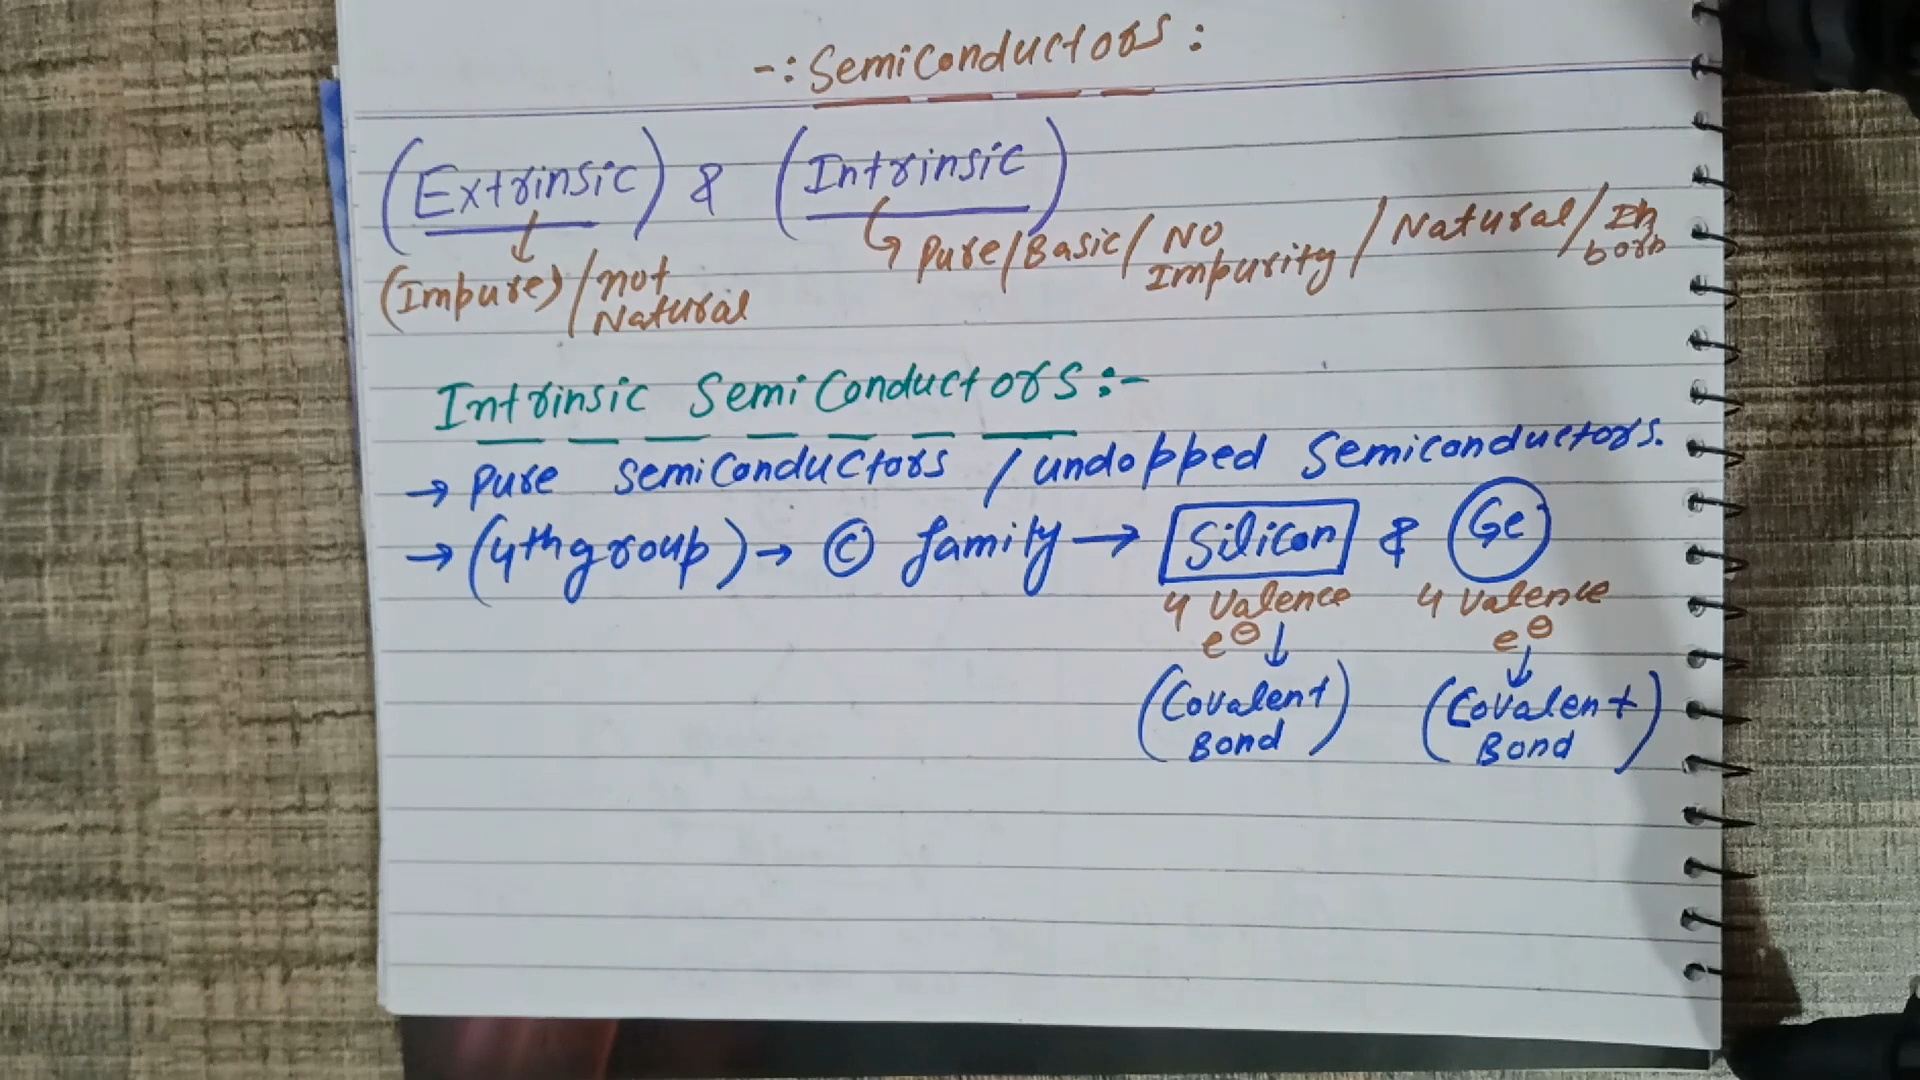 -: Semiconductors :
(Extrinsic) & (Intrinsic)
(Impure) / not Natural
↳ Pure/Basic/ No Impurity / Natural / In born
Intrinsic Semiconductors:-
→ Pure semiconductors / undopped Semiconductors.
→ (4th group) → © family → Silicon & Ge
4 valence e⊖ 4 valence e⊖
(Covalent Bond) (Covalent Bond)